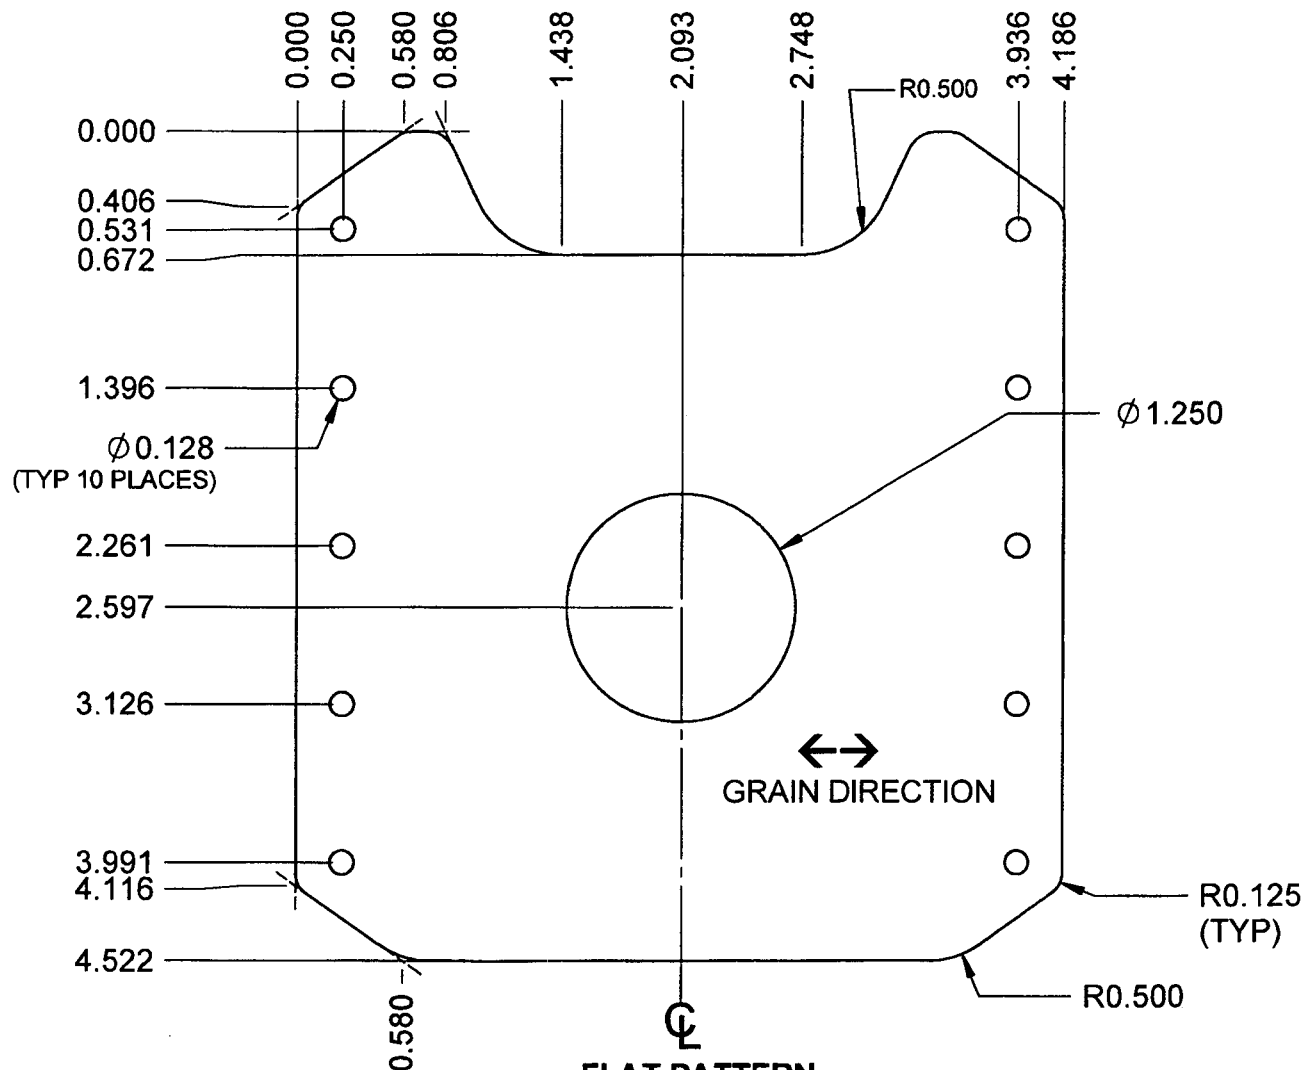 0.000
0.250
0.580
0.806
1.438
2.093
2.748
3.936
4.186
R0.500
0.000
0.406
0.531
0.672
1.396
Ø0.128
(TYP 10 PLACES)
Ø1.250
2.261
2.597
3.126
GRAIN DIRECTION
3.991
4.116
R0.125
(TYP)
4.522
R0.500
0.580
CL
FLAT PATTERN